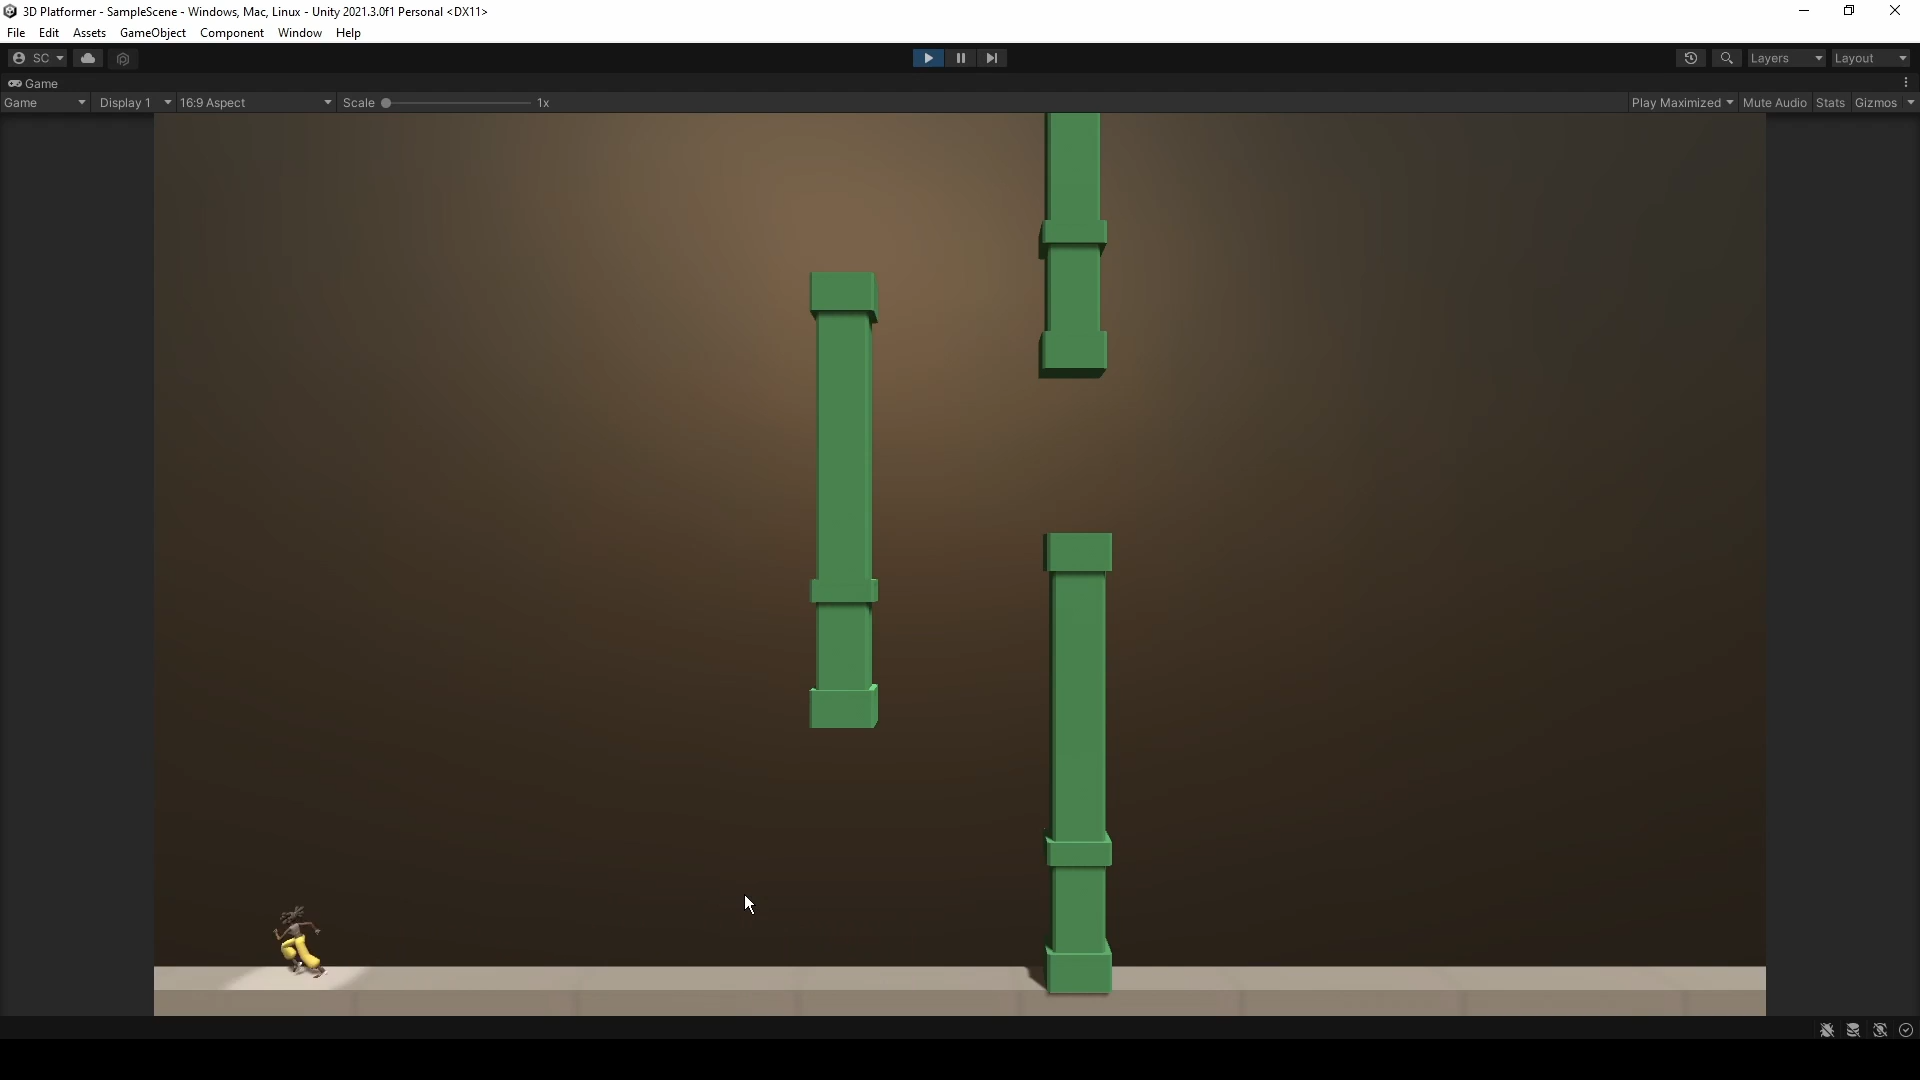 3D Platformer - SampleScene - Windows, Mac, Linux - Unity 2021.3.0f1 Personal <DX11>
File Edit Assets GameObject Component Window Help
SC Layers Layout
Game
Game Display 1 16:9 Aspect Scale 1x Play Maximized Mute Audio Stats Gizmos